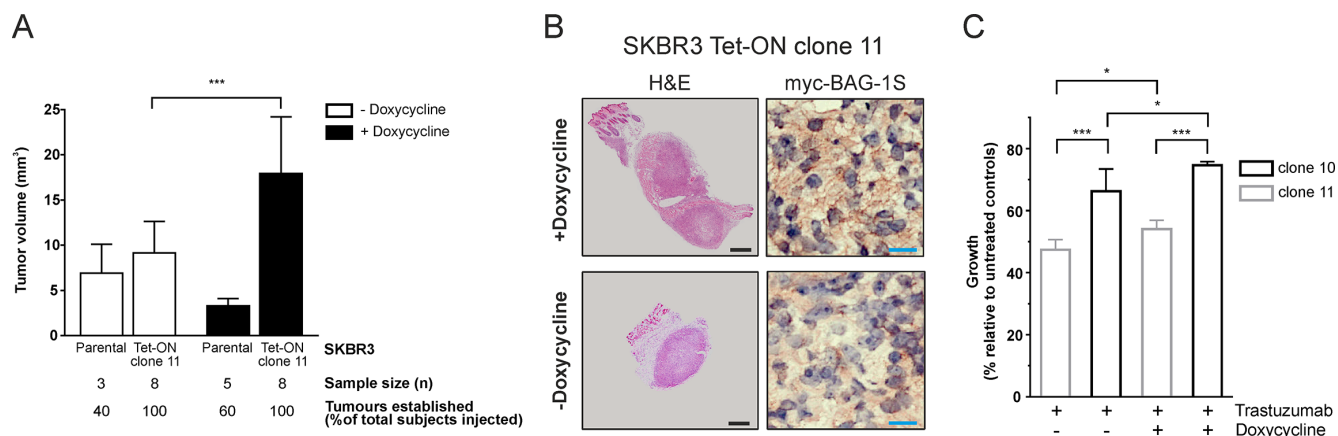 A
***
25
20
15
10
5
0
Tumor volume (mm³)
- Doxycycline
+ Doxycycline
Parental Tet-ON clone 11 Parental Tet-ON clone 11 SKBR3
3 8 5 8 Sample size (n)
40 100 60 100 Tumours established
(%of total subjects injected)
B
SKBR3 Tet-ON clone 11
H&E myc-BAG-1S
+Doxycycline
-Doxycycline
C
*
*
*** ***
80
60
40
20
0
Growth
(% relative to untreated controls)
clone 10
clone 11
+ + + + Trastuzumab
- - + + Doxycycline